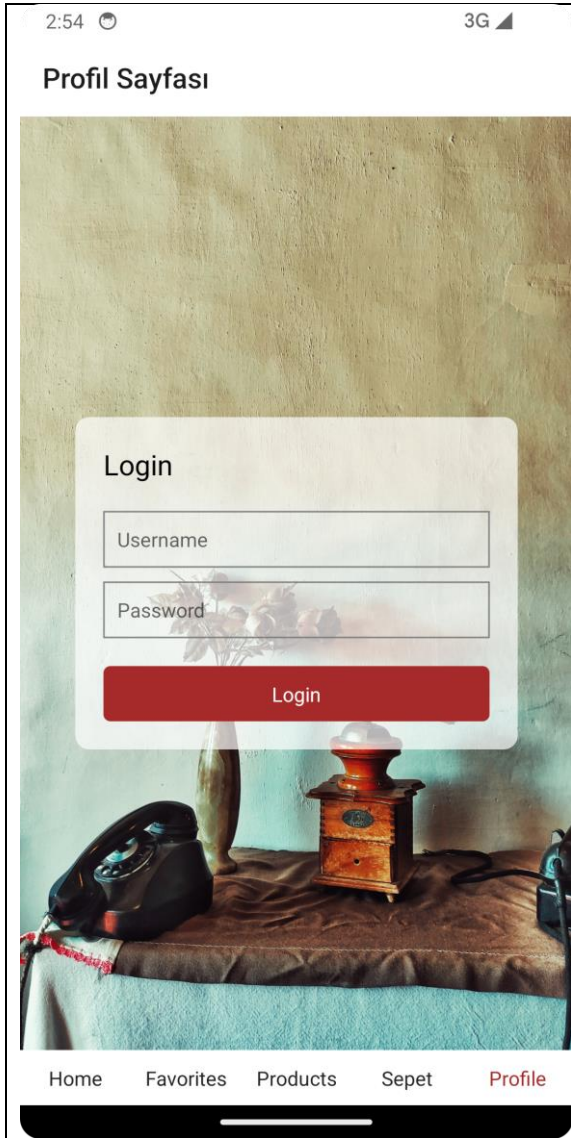 2:54 3G
Profil Sayfası
Login
Username
Password
Login
Home Favorites Products Sepet Profile